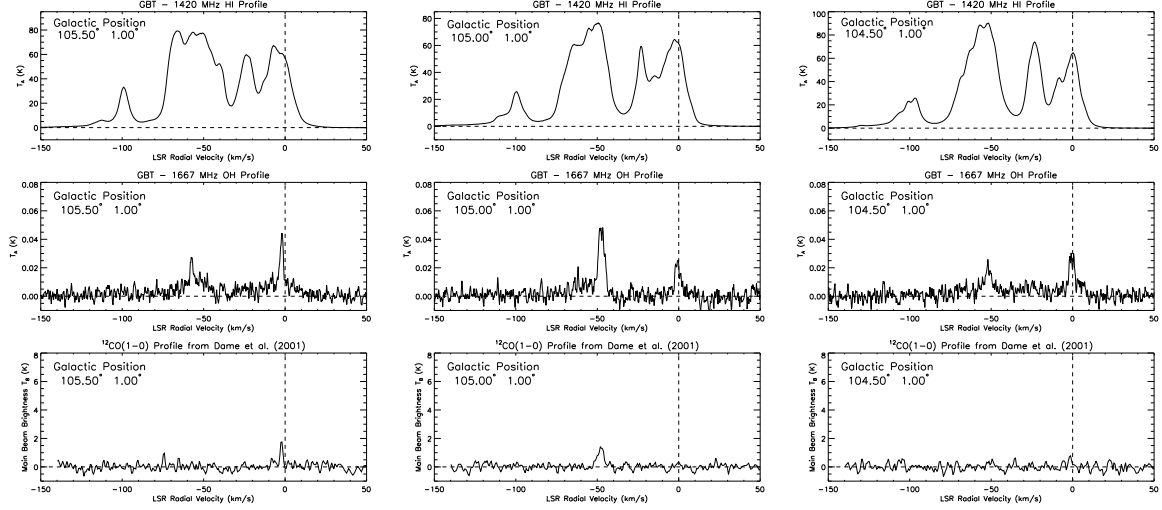 GBT − 1420 MHz HI Profile
Galactic Position
105.50° 1.00°
T_A (K)
80
60
40
20
0
−150 −100 −50 0 50
LSR Radial Velocity (km/s)
GBT − 1420 MHz HI Profile
Galactic Position
105.00° 1.00°
T_A (K)
80
60
40
20
0
−150 −100 −50 0 50
LSR Radial Velocity (km/s)
GBT − 1420 MHz HI Profile
Galactic Position
104.50° 1.00°
T_A (K)
100
80
60
40
20
0
−150 −100 −50 0 50
LSR Radial Velocity (km/s)
GBT − 1667 MHz OH Profile
Galactic Position
105.50° 1.00°
T_A (K)
0.08
0.06
0.04
0.02
0.00
−150 −100 −50 0 50
LSR Radial Velocity (km/s)
GBT − 1667 MHz OH Profile
Galactic Position
105.00° 1.00°
T_A (K)
0.08
0.06
0.04
0.02
0.00
−150 −100 −50 0 50
LSR Radial Velocity (km/s)
GBT − 1667 MHz OH Profile
Galactic Position
104.50° 1.00°
T_A (K)
0.08
0.06
0.04
0.02
0.00
−150 −100 −50 0 50
LSR Radial Velocity (km/s)
¹²CO(1−0) Profile from Dame et al. (2001)
Galactic Position
105.50° 1.00°
Main Beam Brightness T_B (K)
8
6
4
2
0
−150 −100 −50 0 50
LSR Radial Velocity (km/s)
¹²CO(1−0) Profile from Dame et al. (2001)
Galactic Position
105.00° 1.00°
Main Beam Brightness T_B (K)
8
6
4
2
0
−150 −100 −50 0 50
LSR Radial Velocity (km/s)
¹²CO(1−0) Profile from Dame et al. (2001)
Galactic Position
104.50° 1.00°
Main Beam Brightness T_B (K)
8
6
4
2
0
−150 −100 −50 0 50
LSR Radial Velocity (km/s)